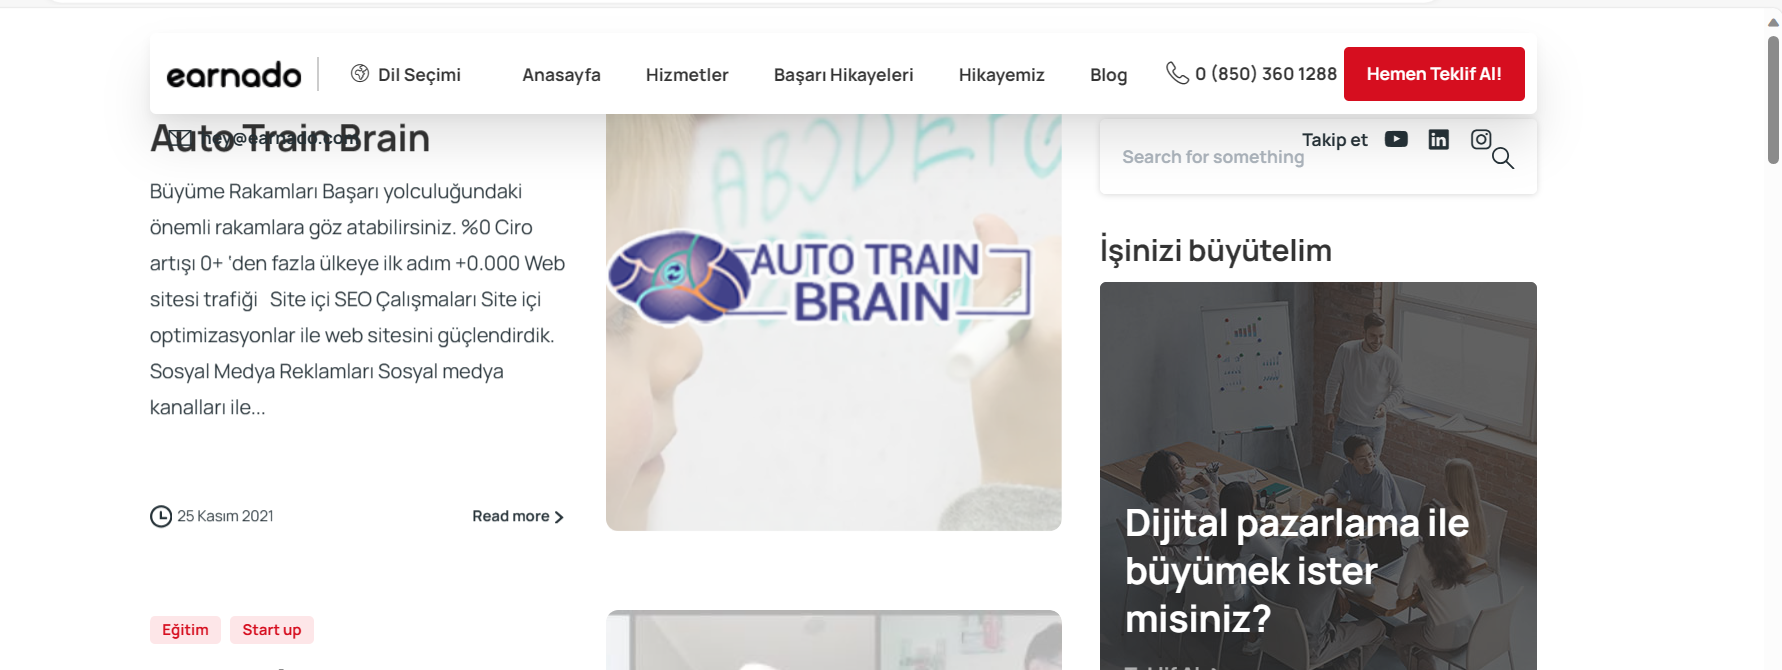 earnado
Dil Seçimi
Anasayfa
Hizmetler
Başarı Hikayeleri
Hikayemiz
Blog
0 (850) 360 1288
Hemen Teklif Al!
hey@earnado.com
Takip et
Auto Train Brain
Büyüme Rakamları Başarı yolculuğundaki
önemli rakamlara göz atabilirsiniz. %0 Ciro
artışı 0+ ‘den fazla ülkeye ilk adım +0.000 Web
sitesi trafiği   Site içi SEO Çalışmaları Site içi
optimizasyonlar ile web sitesini güçlendirdik.
Sosyal Medya Reklamları Sosyal medya
kanalları ile...
25 Kasım 2021
Read more
AUTO TRAIN
BRAIN
Search for something
İşinizi büyütelim
Dijital pazarlama ile
büyümek ister
misiniz?
Eğitim
Start up